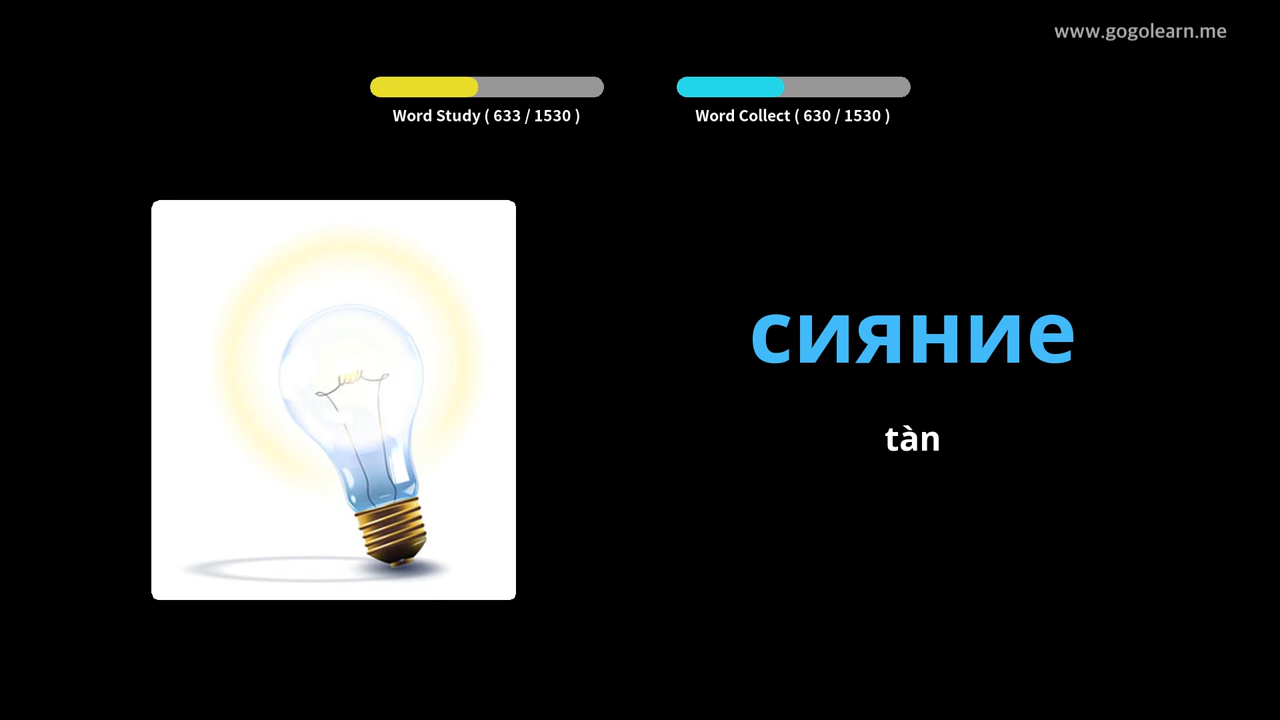 www.gogolearn.me
Word Study ( 633 / 1530 )
Word Collect ( 630 / 1530 )
сияние
tàn